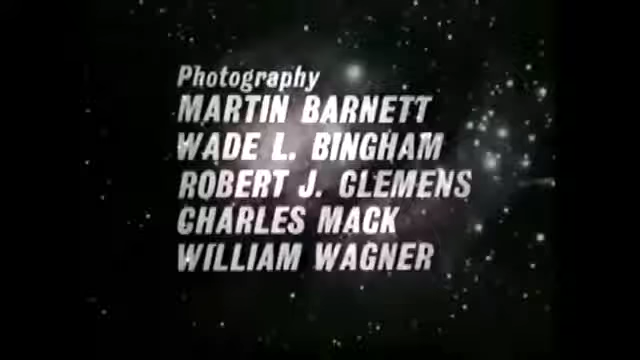 Photography
MARTIN BARNETT
WADE L. BINGHAM
ROBERT J. CLEMENS
CHARLES MACK
WILLIAM WAGNER